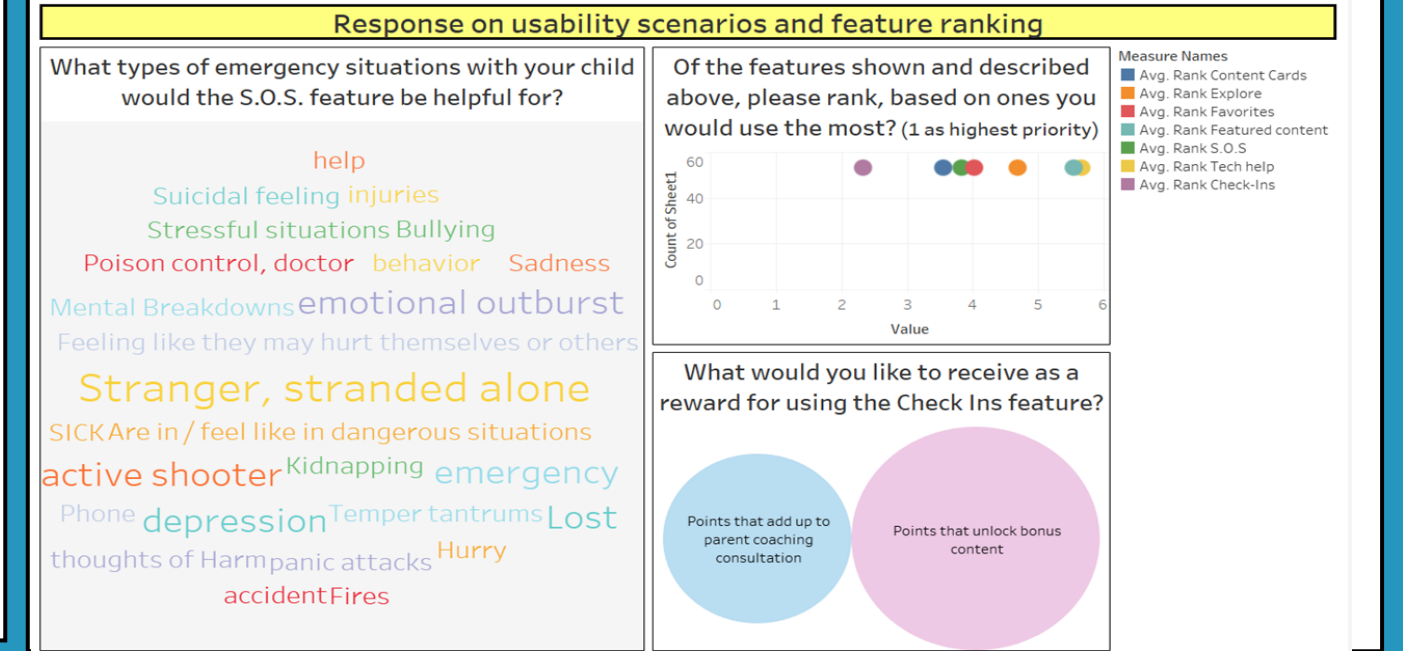 Response on usability scenarios and feature ranking
What types of emergency situations with your child
would the S.O.S. feature be helpful for?
help
Suicidal feeling injuries
Stressful situations Bullying
Poison control, doctor behavior Sadness
Mental Breakdowns emotional outburst
Feeling like they may hurt themselves or others
Stranger, stranded alone
SICK Are in / feel like in dangerous situations
active shooter Kidnapping emergency
Phone depression Temper tantrums Lost
thoughts of Harm panic attacks Hurry
accident Fires
Of the features shown and described
above, please rank, based on ones you
would use the most? (1 as highest priority)
Count of Sheet1
60
40
20
0
0 1 2 3 4 5 6
Value
Measure Names
Avg. Rank Content Cards
Avg. Rank Explore
Avg. Rank Favorites
Avg. Rank Featured content
Avg. Rank S.O.S
Avg. Rank Tech help
Avg. Rank Check-Ins
What would you like to receive as a
reward for using the Check Ins feature?
Points that add up to
parent coaching
consultation
Points that unlock bonus
content